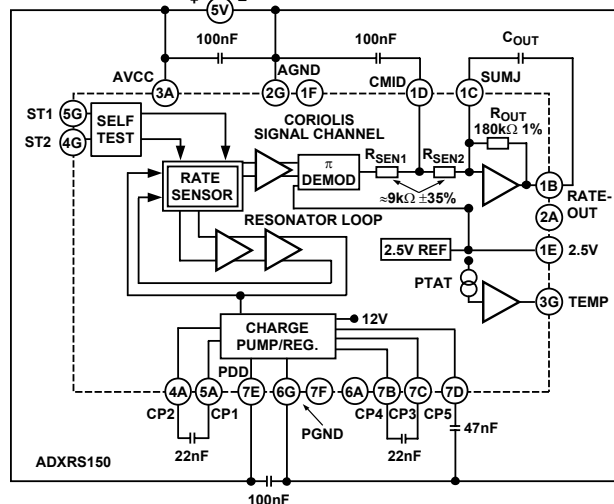 + 5V –
100nF
100nF
COUT
AVCC
AGND
CMID
SUMJ
3A
2G
1F
1D
1C
ST1
5G
ST2
4G
SELF
TEST
CORIOLIS
SIGNAL CHANNEL
ROUT
180kΩ 1%
RSEN1
RSEN2
π
DEMOD
RATE
SENSOR
≈9kΩ ±35%
1B
RATE-
OUT
2A
RESONATOR LOOP
2.5V REF
1E
2.5V
PTAT
3G
TEMP
12V
CHARGE
PUMP/REG.
PDD
4A
5A
7E
6G
7F
6A
7B
7C
7D
CP2
CP1
PGND
CP4
CP3
CP5
47nF
22nF
22nF
ADXRS150
100nF